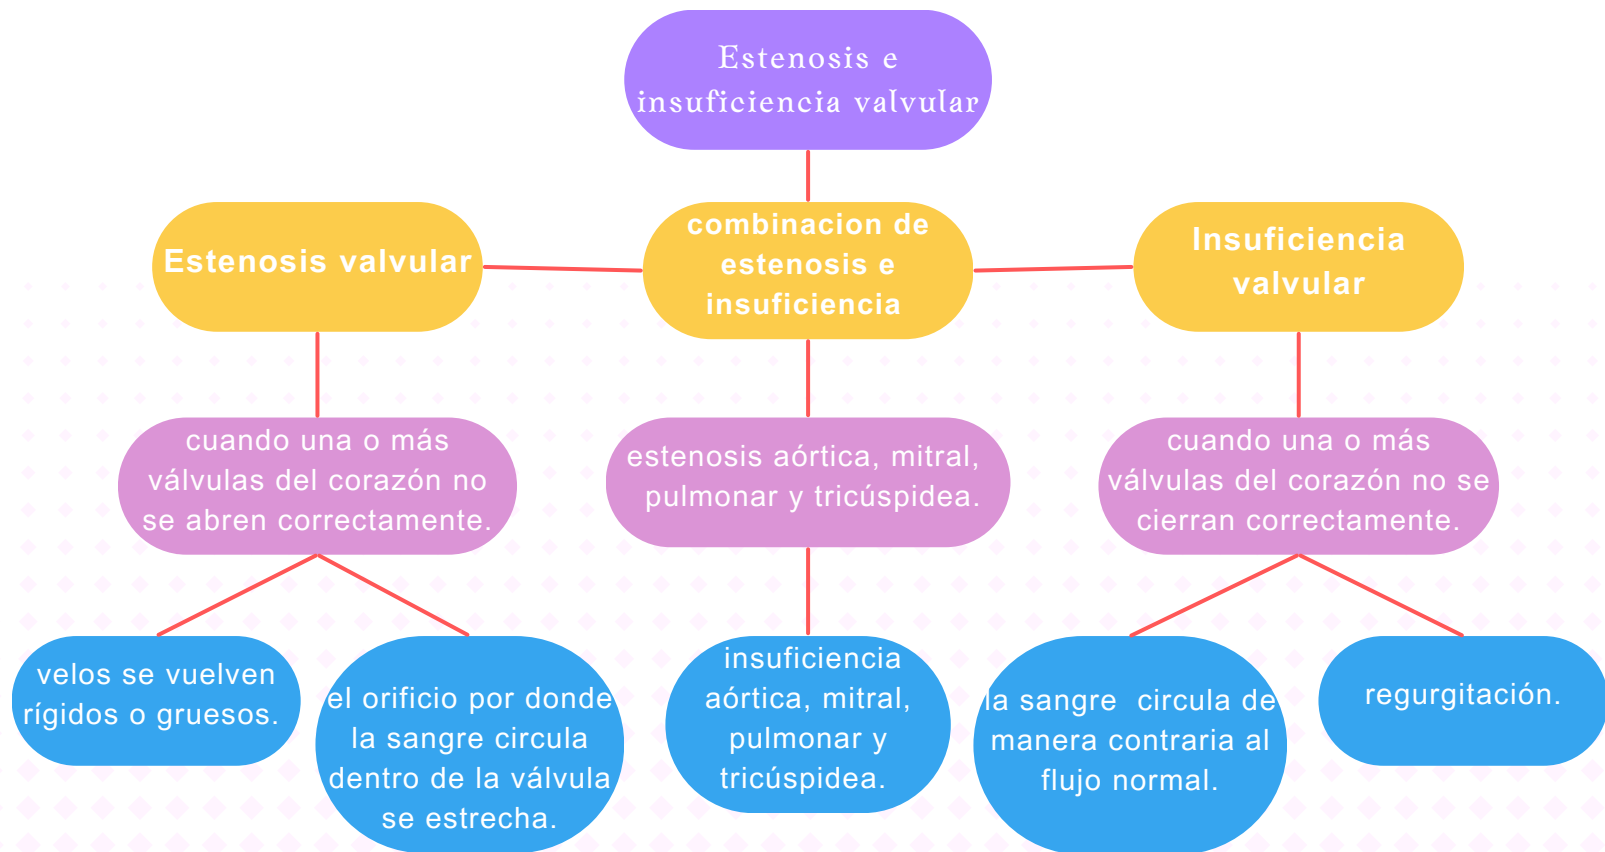 Estenosis e
insuficiencia valvular
Estenosis valvular
combinacion de
estenosis e
insuficiencia
Insuficiencia
valvular
cuando una o más
válvulas del corazón no
se abren correctamente.
estenosis aórtica, mitral,
pulmonar y tricúspidea.
cuando una o más
válvulas del corazón no se
cierran correctamente.
velos se vuelven
rígidos o gruesos.
el orificio por donde
la sangre circula
dentro de la válvula
se estrecha.
insuficiencia
aórtica, mitral,
pulmonar y
tricúspidea.
la sangre circula de
manera contraria al
flujo normal.
regurgitación.